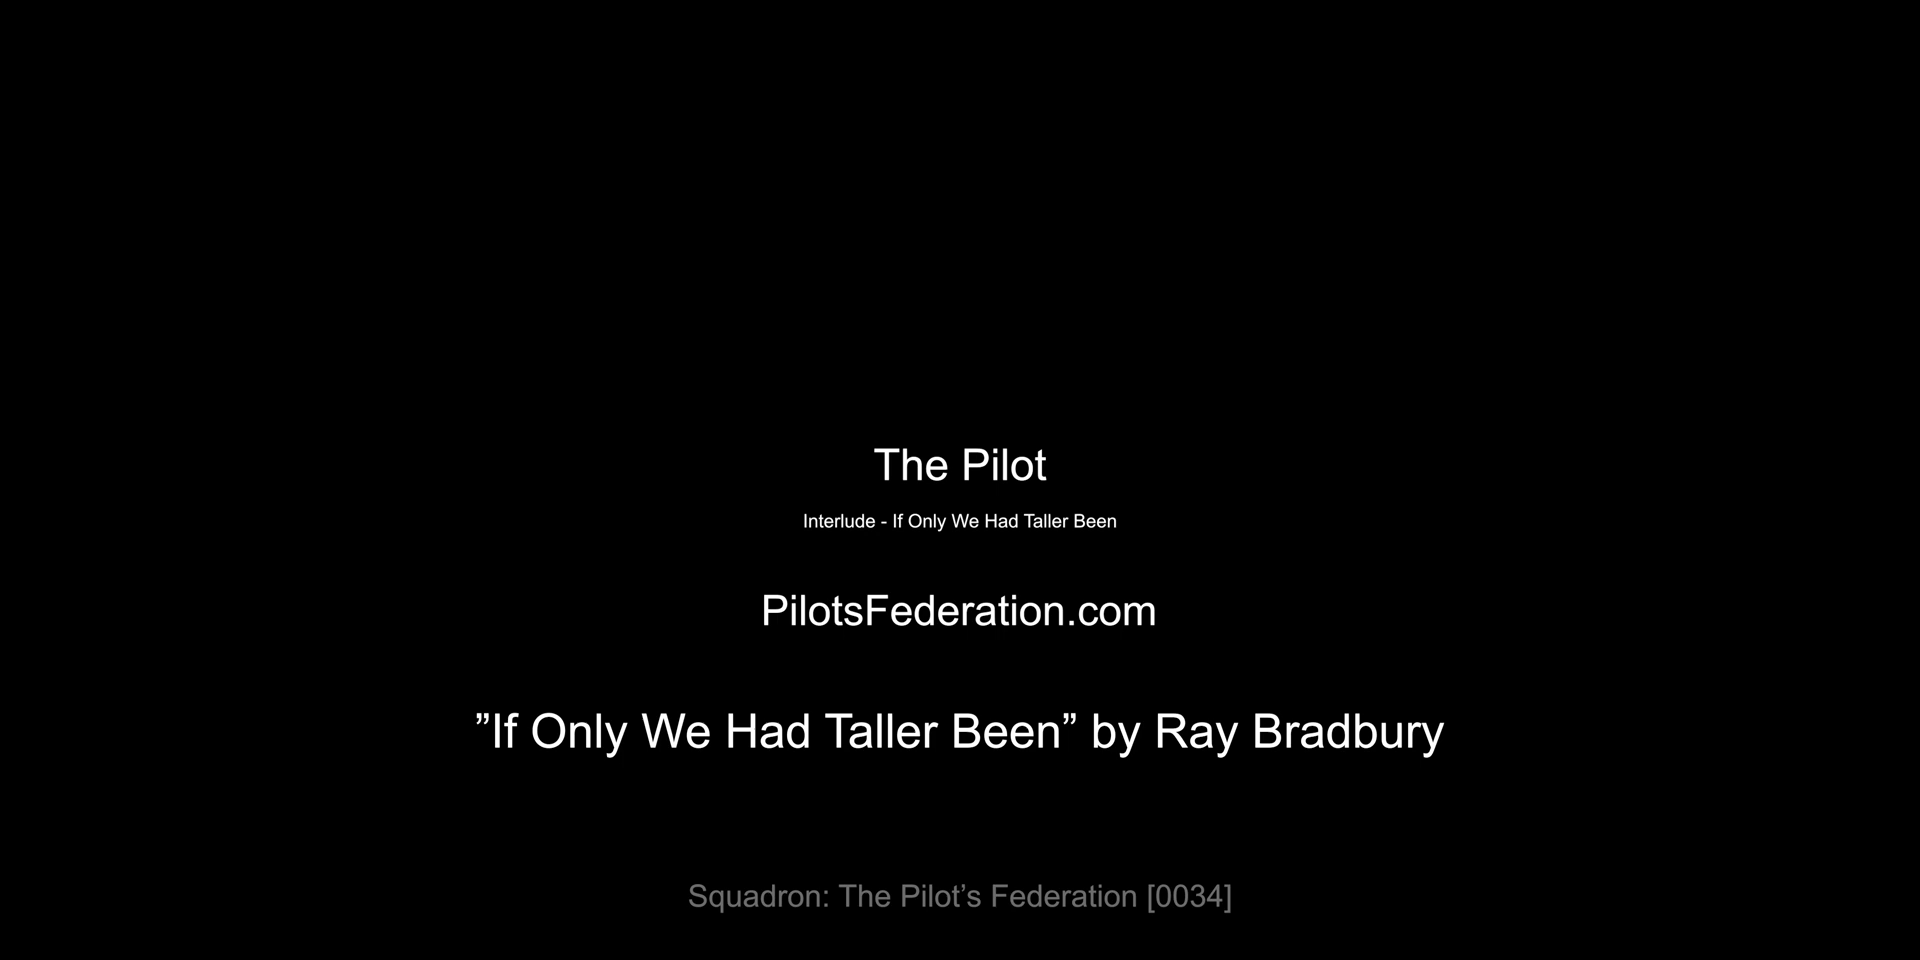 The Pilot
Interlude - If Only We Had Taller Been
PilotsFederation.com
”If Only We Had Taller Been” by Ray Bradbury
Squadron: The Pilot’s Federation [0034]